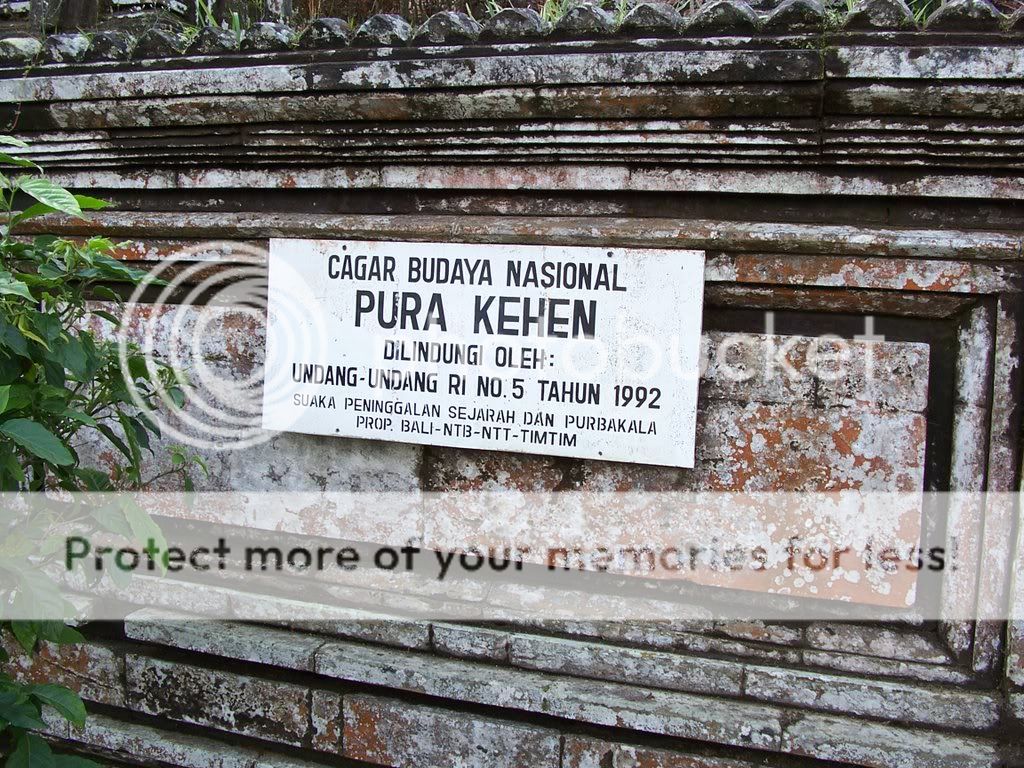 CAGAR BUDAYA NASIONAL
PURA KEHEN
DILINDUNGI OLEH:
UNDANG-UNDANG RI NO. 5 TAHUN 1992
SUAKA PENINGGALAN SEJARAH DAN PURBAKALA
PROP. BALI-NTB-NTT-TIMTIM
photobucket
Protect more of your memories for less!